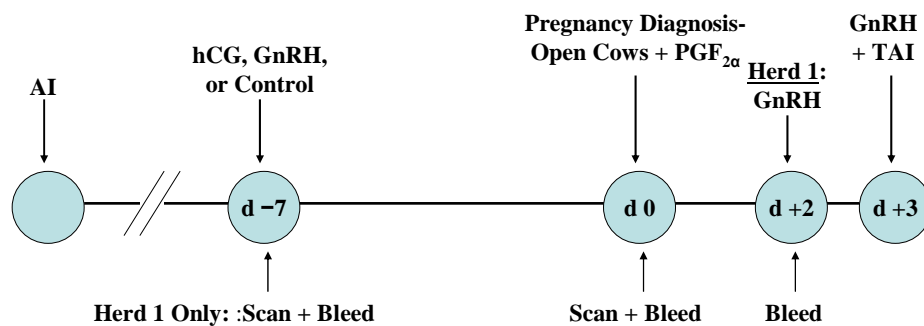 AI
hCG, GnRH,
or Control
Pregnancy Diagnosis-
Open Cows + PGF2α
Herd 1:
GnRH
GnRH
+ TAI
d −7
d 0
d +2
d +3
Herd 1 Only: :Scan + Bleed
Scan + Bleed
Bleed